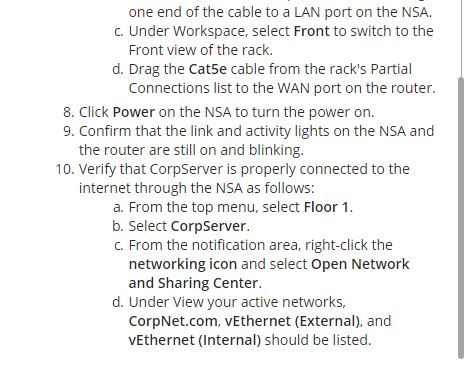 one end of the cable to a LAN port on the NSA.
c. Under Workspace, select Front to switch to the
Front view of the rack.
d. Drag the Cat5e cable from the rack's Partial
Connections list to the WAN port on the router.
8. Click Power on the NSA to turn the power on.
9. Confirm that the link and activity lights on the NSA and
the router are still on and blinking.
10. Verify that CorpServer is properly connected to the
internet through the NSA as follows:
a. From the top menu, select Floor 1.
b. Select CorpServer.
c. From the notification area, right-click the
networking icon and select Open Network
and Sharing Center.
d. Under View your active networks,
CorpNet.com, vEthernet (External), and
vEthernet (Internal) should be listed.